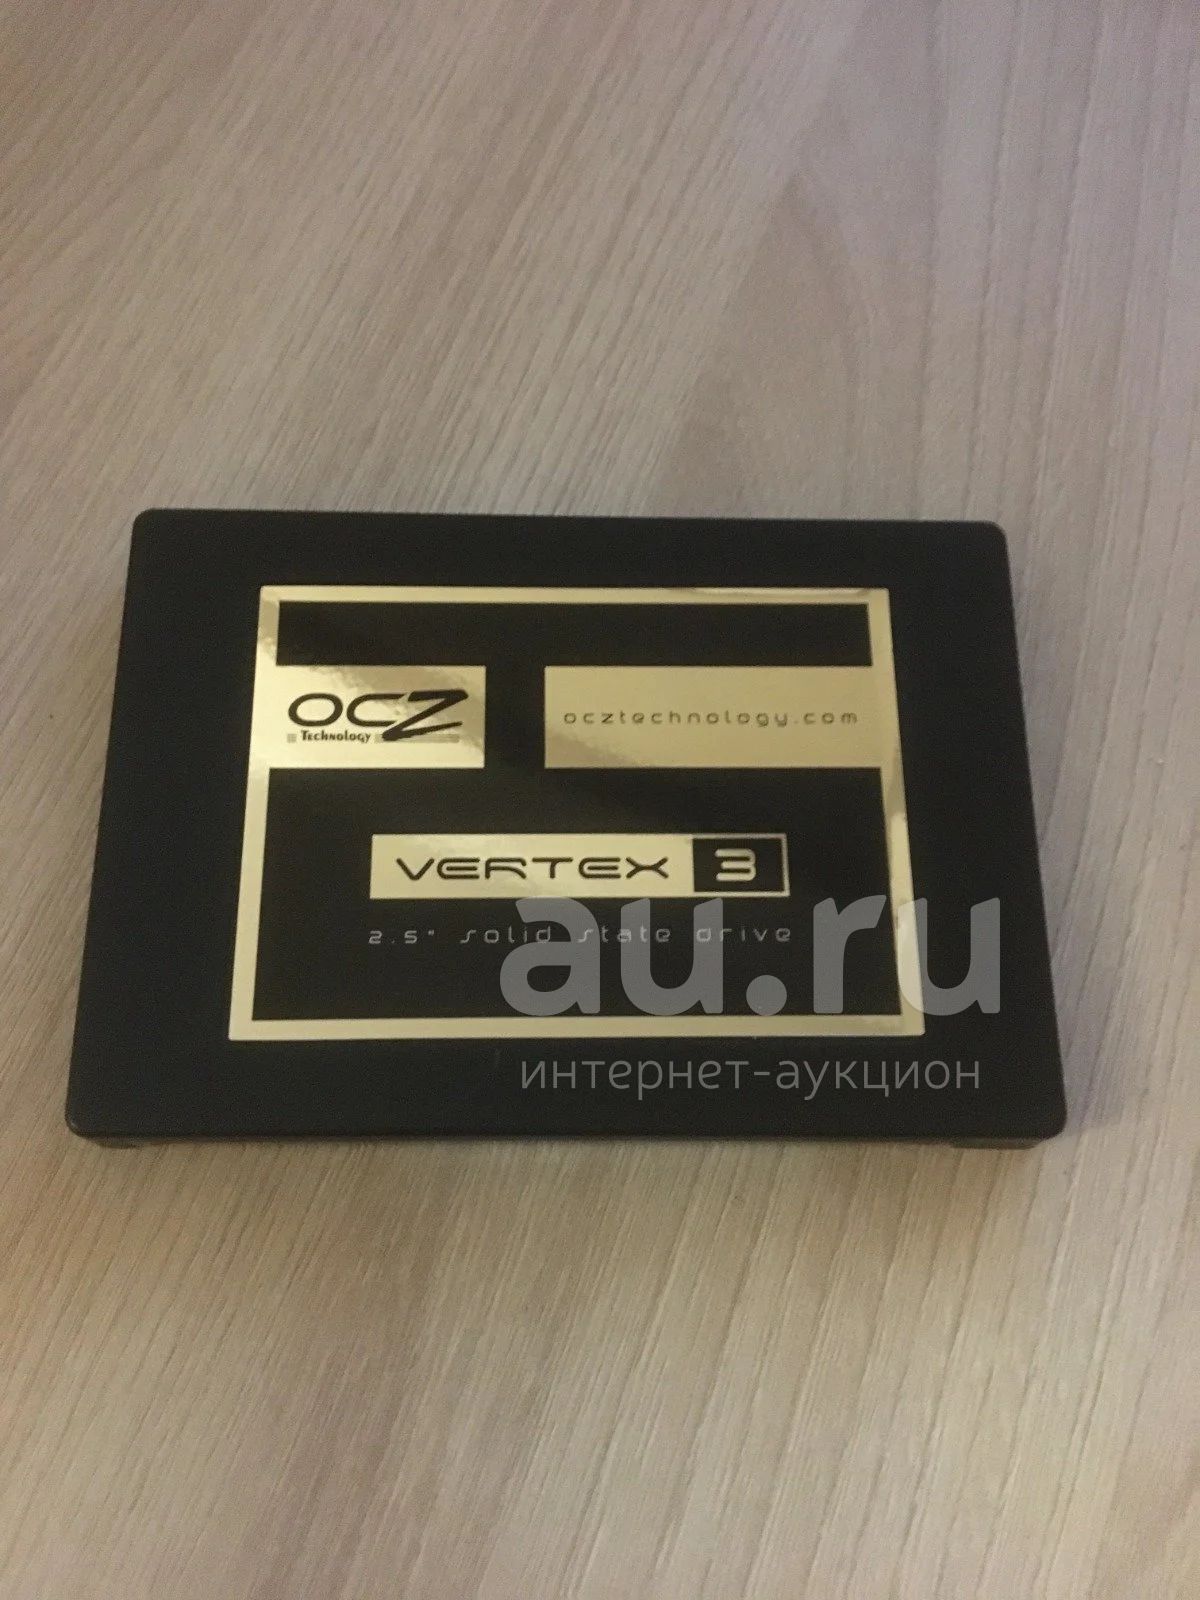 OCZ
Technology
ocztechnology.com
VERTEX 3
2.5" solid state drive
au.ru
интернет-аукцион